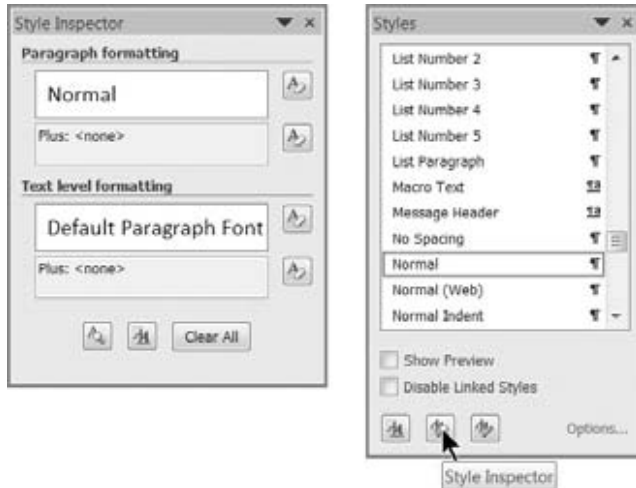 Style Inspector
Paragraph formatting
Normal
Plus: <none>
Text level formatting
Default Paragraph Font
Plus: <none>
Clear All
Styles
List Number 2
List Number 3
List Number 4
List Number 5
List Paragraph
Macro Text
Message Header
No Spacing
Normal
Normal (Web)
Normal Indent
Show Preview
Disable Linked Styles
Options...
Style Inspector